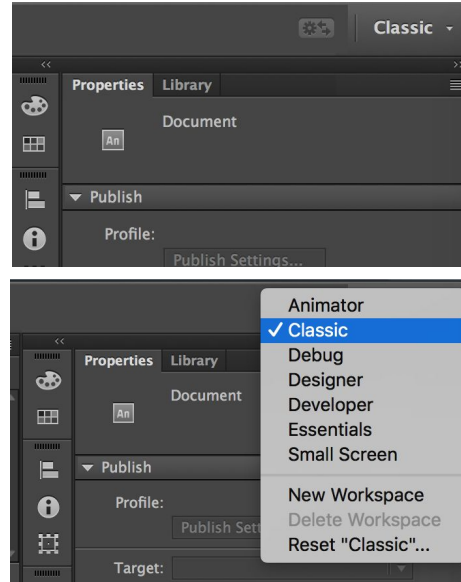 Classic
Properties Library
Document
An
Publish
Profile:
Publish Settings...
Animator
✓ Classic
Debug
Designer
Developer
Essentials
Small Screen
New Workspace
Delete Workspace
Reset "Classic"...
Properties Library
Document
An
Publish
Profile:
Publish Sett
Target: